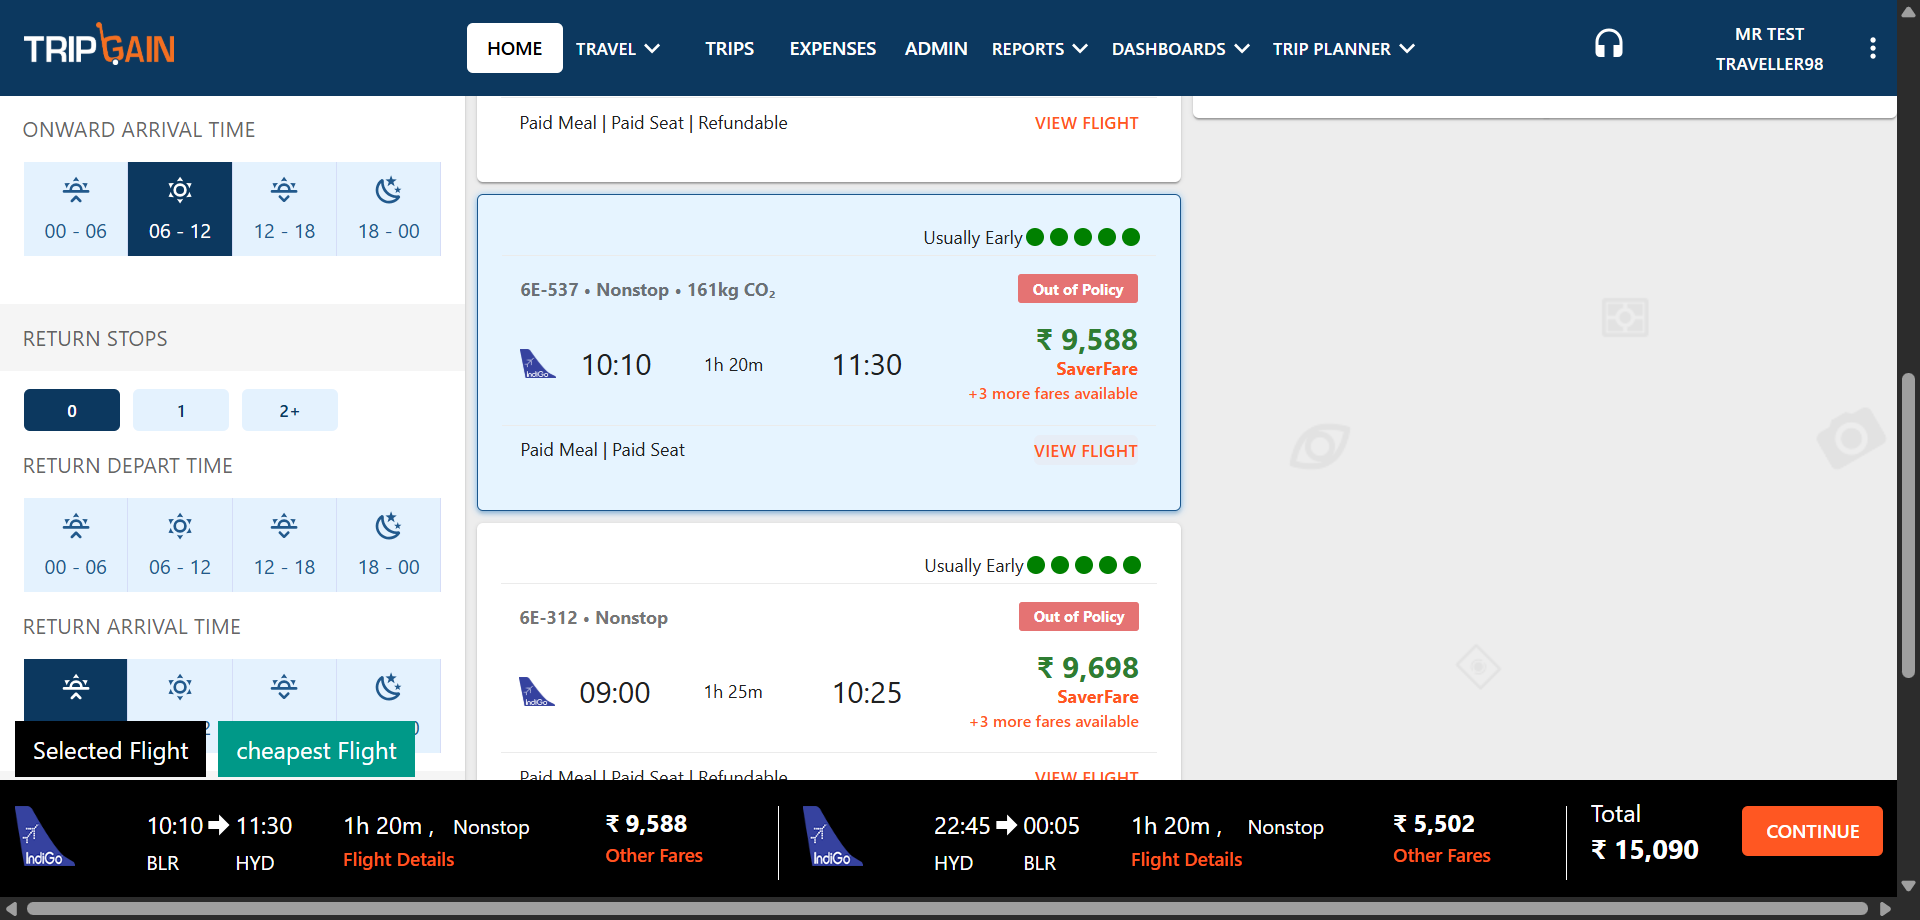 TRIPGAIN
HOME
TRAVEL
TRIPS
EXPENSES
ADMIN
REPORTS
DASHBOARDS
TRIP PLANNER
MR TEST
TRAVELLER98
ONWARD ARRIVAL TIME
00 - 06
06 - 12
12 - 18
18 - 00
RETURN STOPS
0
1
2+
RETURN DEPART TIME
00 - 06
06 - 12
12 - 18
18 - 00
RETURN ARRIVAL TIME
Selected Flight
cheapest Flight
Paid Meal | Paid Seat | Refundable
VIEW FLIGHT
Usually Early
6E-537 • Nonstop • 161kg CO₂
Out of Policy
IndiGo
10:10
1h 20m
11:30
₹ 9,588
SaverFare
+3 more fares available
Paid Meal | Paid Seat
VIEW FLIGHT
Usually Early
6E-312 • Nonstop
Out of Policy
IndiGo
09:00
1h 25m
10:25
₹ 9,698
SaverFare
+3 more fares available
Paid Meal | Paid Seat | Refundable
VIEW FLIGHT
IndiGo
10:10
11:30
1h 20m , Nonstop
₹ 9,588
BLR
HYD
Flight Details
Other Fares
IndiGo
22:45
00:05
1h 20m , Nonstop
₹ 5,502
HYD
BLR
Flight Details
Other Fares
Total
₹ 15,090
CONTINUE